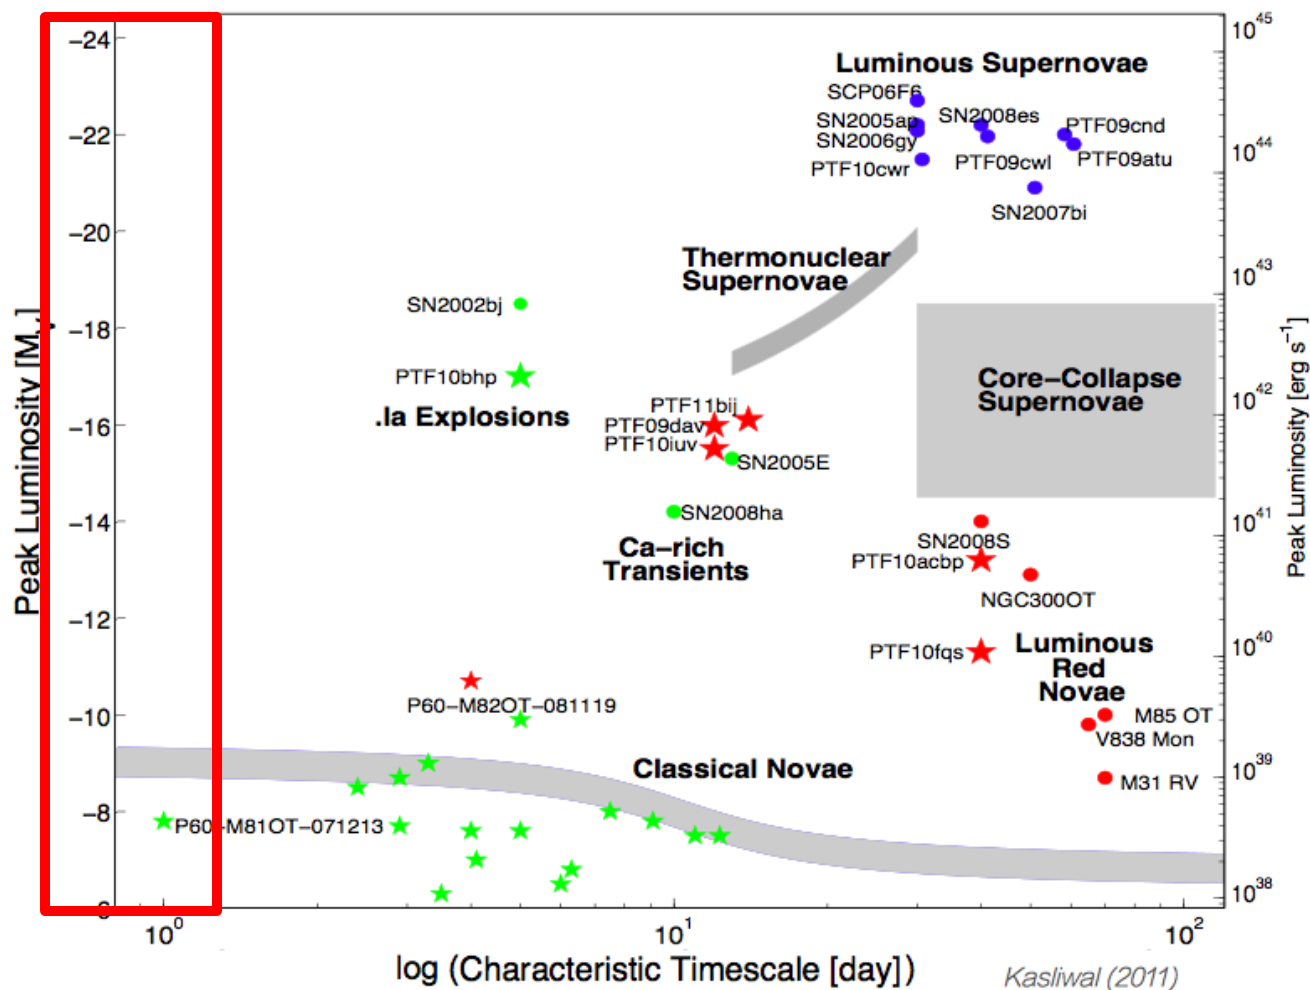 Luminous Supernovae
SCP06F6
SN2005ap
SN2008es
PTF09cnd
SN2006gy
PTF10cwr
PTF09cwl
PTF09atu
SN2007bi
Thermonuclear
Supernovae
SN2002bj
PTF10bhp
.Ia Explosions
Core–Collapse
Supernovae
PTF11bij
PTF09dav
PTF10iuv
SN2005E
SN2008ha
Ca–rich
Transients
SN2008S
PTF10acbp
NGC300OT
PTF10fqs
Luminous
Red
Novae
P60–M82OT–081119
M85 OT
V838 Mon
M31 RV
Classical Novae
P60–M81OT–071213
−24
−22
−20
−18
−16
−14
−12
−10
−8
Peak Luminosity
10^45
10^44
10^43
10^42
10^41
10^40
10^39
10^38
Peak Luminosity [erg s^−1]
10^0 10^1 10^2
log (Characteristic Timescale [day])
Kasliwal (2011)